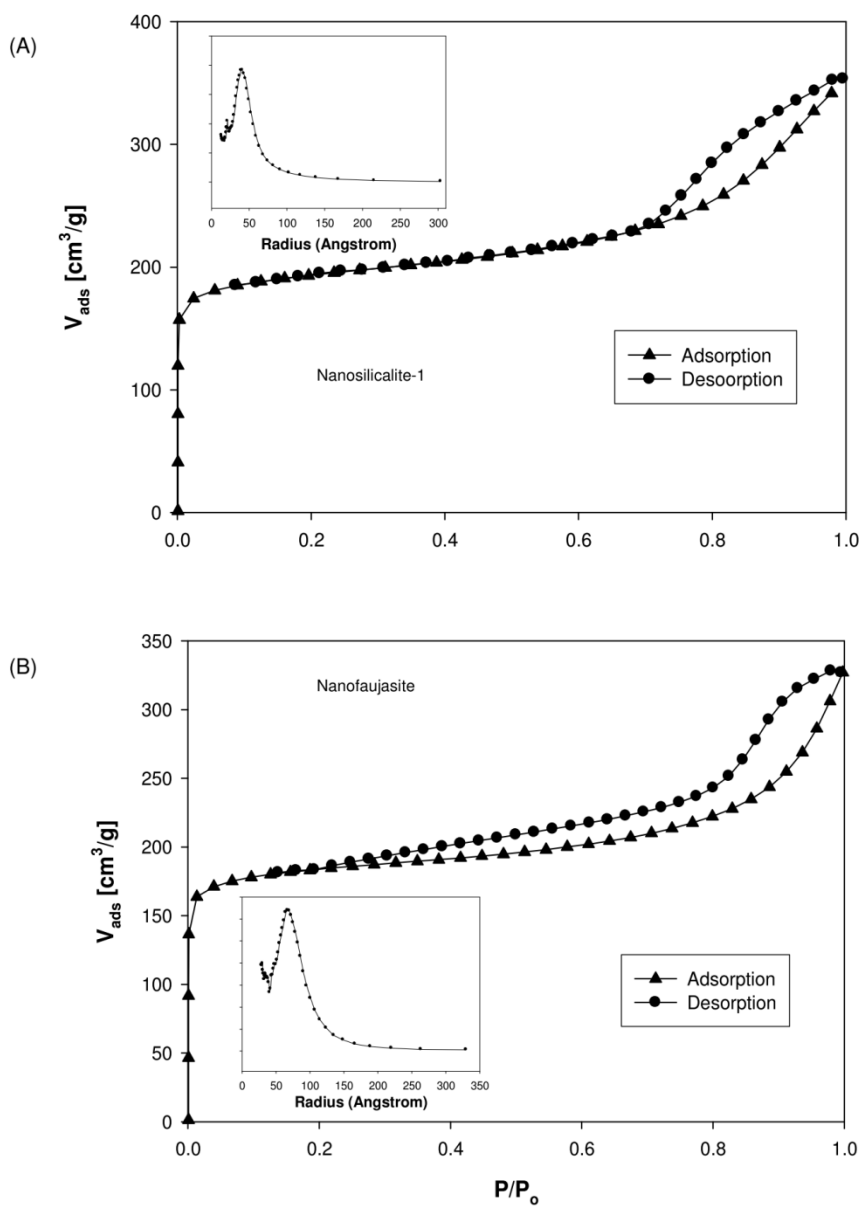 (A)
400
300
200
100
0
V_ads [cm³/g]
0 50 100 150 200 250 300
Radius (Angstrom)
Nanosilicalite-1
Adsorption
Desoorption
0.0 0.2 0.4 0.6 0.8 1.0
(B)
350
300
250
200
150
100
50
0
V_ads [cm³/g]
Nanofaujasite
0 50 100 150 200 250 300 350
Radius (Angstrom)
Adsorption
Desorption
0.0 0.2 0.4 0.6 0.8 1.0
P/P_o